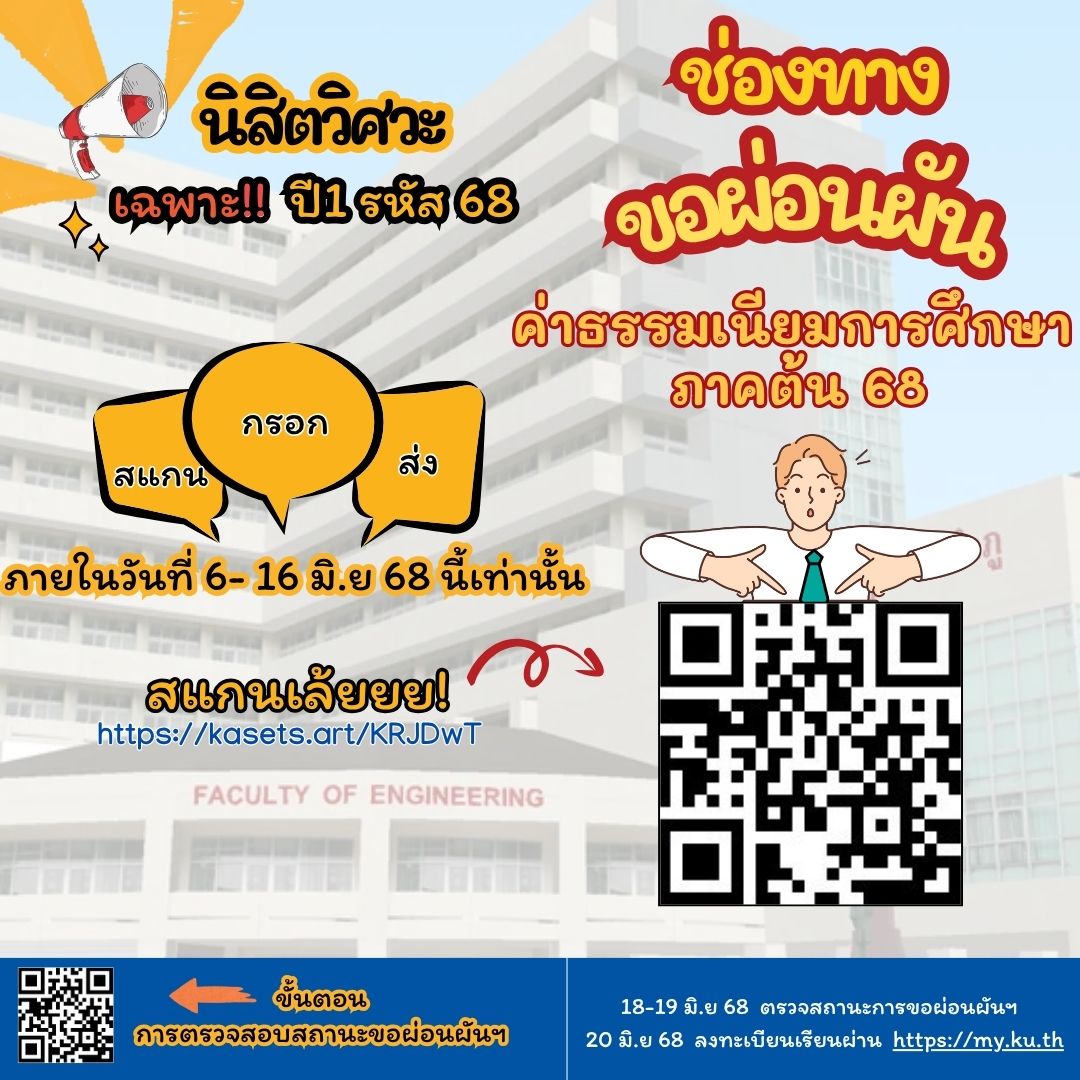 นิสิตวิศวะ
เฉพาะ!! ปี1 รหัส 68
ช่องทาง
ขอผ่อนผัน
ค่าธรรมเนียมการศึกษา
ภาคต้น 68
สแกน
กรอก
ส่ง
ภายในวันที่ 6- 16 มิ.ย 68 นี้เท่านั้น
สแกนเล้ยยย!
https://kasets.art/KRJDwT
FACULTY OF ENGINEERING
ขั้นตอน
การตรวจสอบสถานะขอผ่อนผันฯ
18-19 มิ.ย 68 ตรวจสถานะการขอผ่อนผันฯ
20 มิ.ย 68 ลงทะเบียนเรียนผ่าน https://my.ku.th